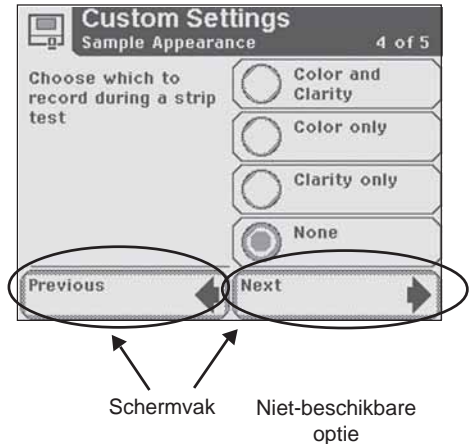 Custom Settings
Sample Appearance 4 of 5
Choose which to
record during a strip
test
Color and
Clarity
Color only
Clarity only
None
Previous
Next
Schermvak
Niet-beschikbare
optie